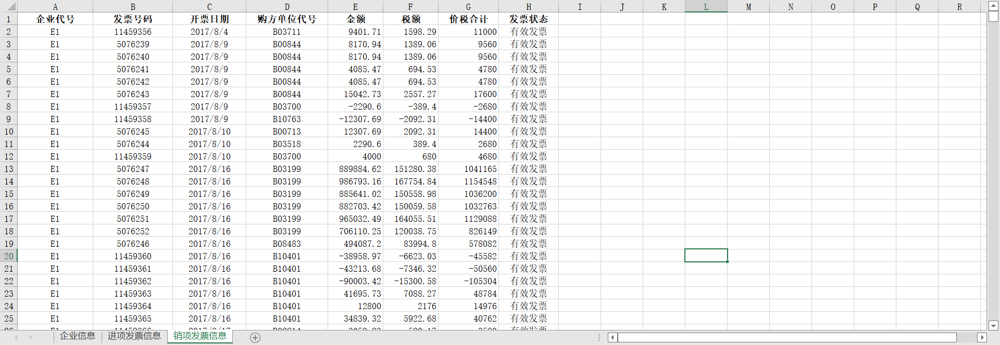 A B C D E F G H I J K L M N O P Q R
1 企业代号 发票号码 开票日期 购方单位代号 金额 税额 价税合计 发票状态
2 E1 11459356 2017/8/4 B03711 9401.71 1598.29 11000 有效发票
3 E1 5076239 2017/8/9 B00844 8170.94 1389.06 9560 有效发票
4 E1 5076240 2017/8/9 B00844 8170.94 1389.06 9560 有效发票
5 E1 5076241 2017/8/9 B00844 4085.47 694.53 4780 有效发票
6 E1 5076242 2017/8/9 B00844 4085.47 694.53 4780 有效发票
7 E1 5076243 2017/8/9 B00844 15042.73 2557.27 17600 有效发票
8 E1 11459357 2017/8/9 B03700 -2290.6 -389.4 -2680 有效发票
9 E1 11459358 2017/8/9 B10763 -12307.69 -2092.31 -14400 有效发票
10 E1 5076245 2017/8/10 B00713 12307.69 2092.31 14400 有效发票
11 E1 5076244 2017/8/10 B03518 2290.6 389.4 2680 有效发票
12 E1 11459359 2017/8/10 B03700 4000 680 4680 有效发票
13 E1 5076247 2017/8/16 B03199 889884.62 151280.38 1041165 有效发票
14 E1 5076248 2017/8/16 B03199 986793.16 167754.84 1154548 有效发票
15 E1 5076249 2017/8/16 B03199 885641.02 150558.98 1036200 有效发票
16 E1 5076250 2017/8/16 B03199 882703.42 150059.58 1032763 有效发票
17 E1 5076251 2017/8/16 B03199 965032.49 164055.51 1129088 有效发票
18 E1 5076252 2017/8/16 B03199 706110.25 120038.75 826149 有效发票
19 E1 5076246 2017/8/16 B08483 494087.2 83994.8 578082 有效发票
20 E1 11459360 2017/8/16 B10401 -38958.97 -6623.03 -45582 有效发票
21 E1 11459361 2017/8/16 B10401 -43213.68 -7346.32 -50560 有效发票
22 E1 11459362 2017/8/16 B10401 -90003.42 -15300.58 -105304 有效发票
23 E1 11459363 2017/8/16 B10401 41695.73 7088.27 48784 有效发票
24 E1 11459364 2017/8/16 B10401 12800 2176 14976 有效发票
25 E1 11459365 2017/8/16 B10401 34839.32 5922.68 40762 有效发票
企业信息 进项发票信息 销项发票信息